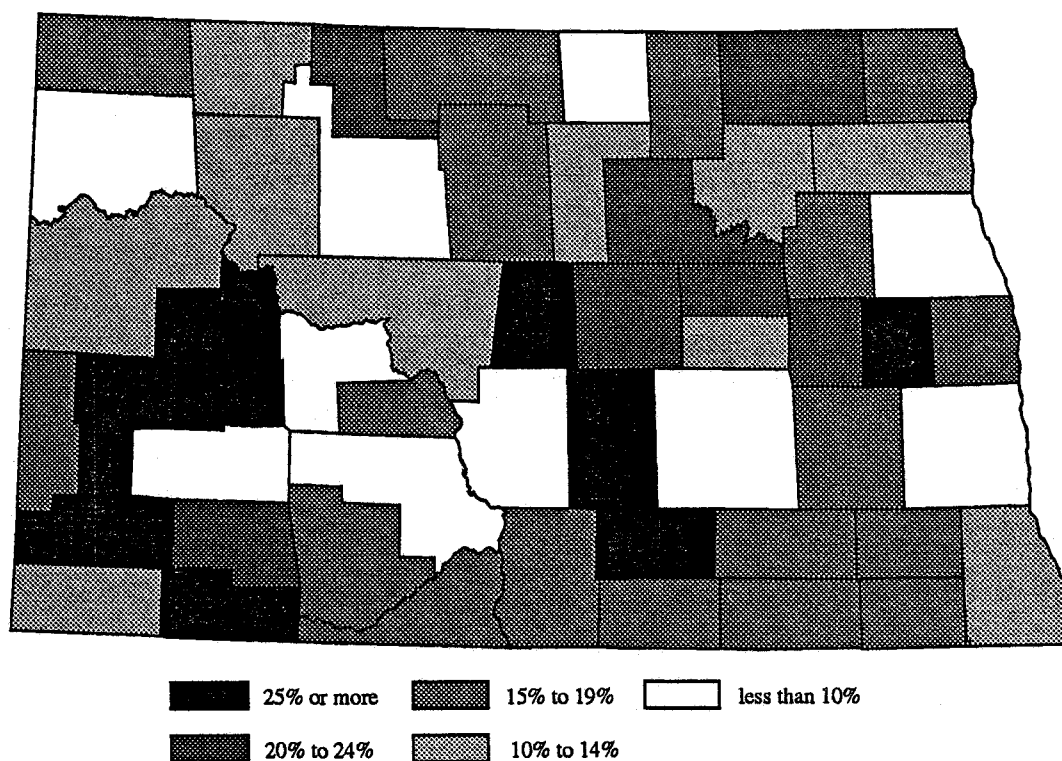 25% or more 15% to 19% less than 10%
20% to 24% 10% to 14%